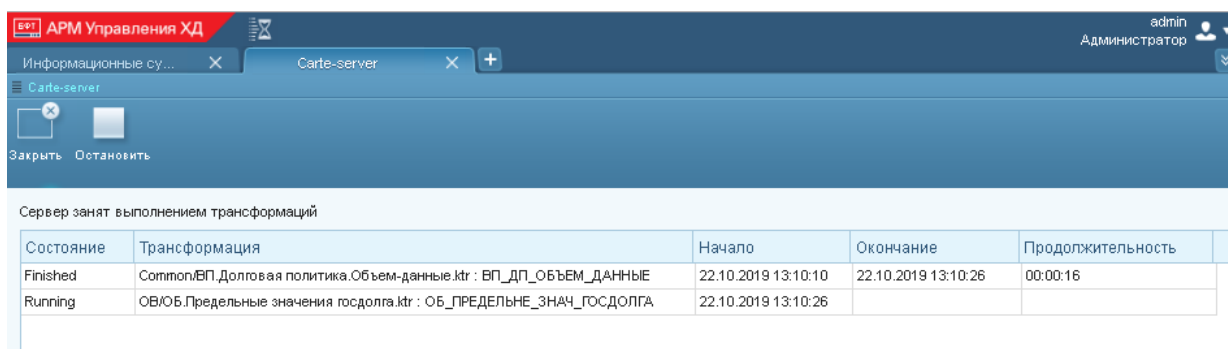 БФТ АРМ Управления ХД
admin
Администратор
Информационные су...
Carte-server
Carte-server
Закрыть Остановить
Сервер занят выполнением трансформаций
Состояние Трансформация Начало Окончание Продолжительность
Finished Common/ВП.Долговая политика.Объем-данные.ktr : ВП_ДП_ОБЪЕМ_ДАННЫЕ 22.10.2019 13:10:10 22.10.2019 13:10:26 00:00:16
Running ОВ/ОБ.Предельные значения госдолга.ktr : ОБ_ПРЕДЕЛЬНЕ_ЗНАЧ_ГОСДОЛГА 22.10.2019 13:10:26